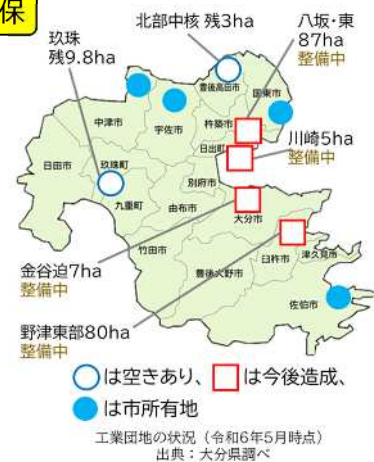 保
北部中核 残3ha
玖珠
残9.8ha
八坂・東
87ha
整備中
豊後高田市
国東市
中津市
宇佐市
杵築市
日出町
川崎5ha
整備中
日田市
玖珠町
別府市
九重町
由布市
大分市
竹田市
臼杵市
津久見市
豊後大野市
金谷迫7ha
整備中
佐伯市
野津東部80ha
整備中
は空きあり、 は今後造成、
は市所有地
工業団地の状況(令和6年5月時点)
出典:大分県調べ